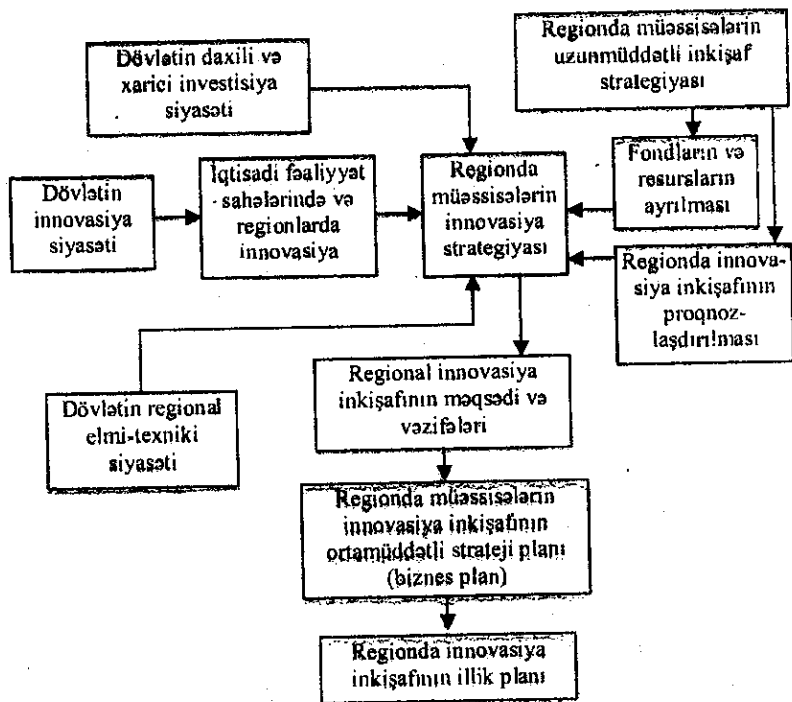 Dövlətin daxili və
xarici investisiya
siyasəti
Regionda müəssisələrin
uzunmüddətli inkişaf
strategiyası
Dövlətin
innovasiya
siyasəti
İqtisadi fəaliyyət
sahələrində və
regionlarda
innovasiya
Regionda
müəssisələrin
innovasiya
strategiyası
Fondların və
resursların
ayrılması
Regionda innova-
siya inkişafının
proqnoz-
laşdırılması
Dövlətin regional
elmi-texniki
siyasəti
Regional innovasiya
inkişafının məqsədi və
vəzifələri
Regionda müəssisələrin
innovasiya inkişafının
ortamüddətli strateji planı
(biznes plan)
Regionda innovasiya
inkişafının illik planı